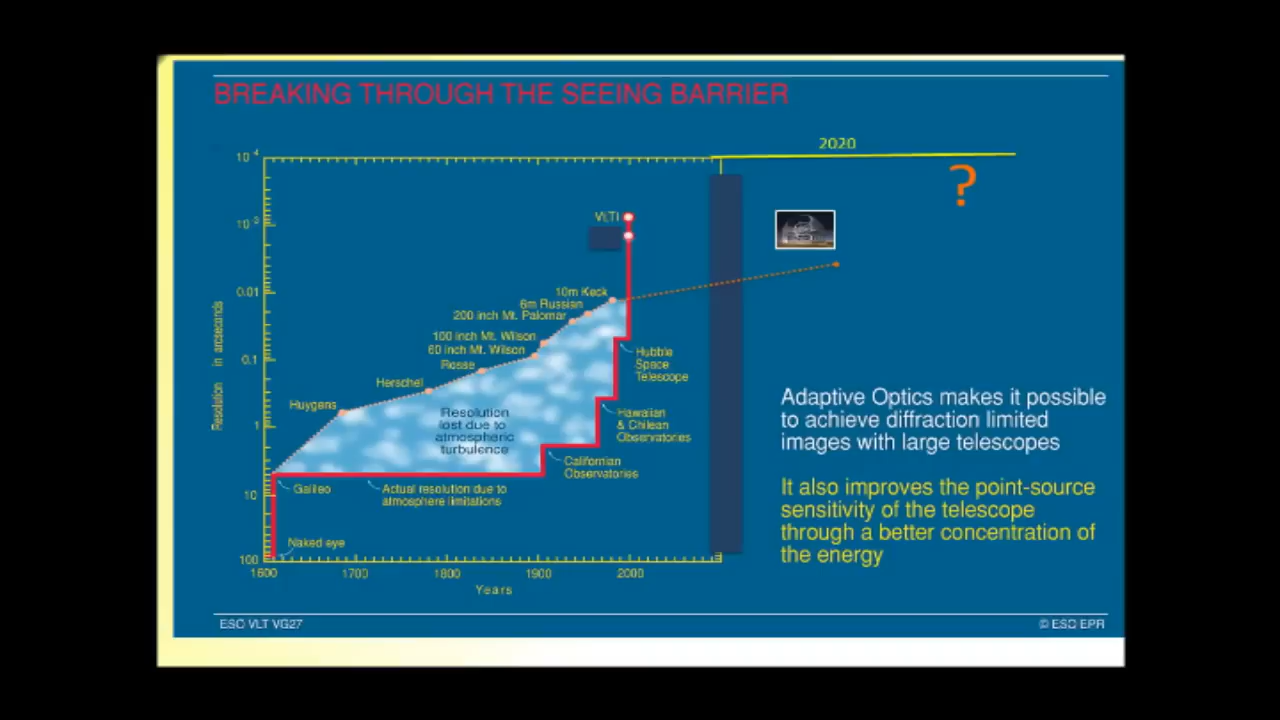 BREAKING THROUGH THE SEEING BARRIER
2020
10-4
?
VLTI
10-3
10m Keck
0.01
6m Russian
200 inch Mt. Palomar
100 inch Mt. Wilson
60 inch Mt. Wilson
Hubble
Space
Telescope
0.1
Rosse
Herschel
Huygens
Resolution
lost due to
atmospheric
turbulence
Hawaiian
& Chilean
Observatories
1
Resolution in arcseconds
Californian
Observatories
Galileo
Actual resolution due to
atmosphere limitations
10
Naked eye
100
1600 1700 1800 1900 2000
Years
Adaptive Optics makes it possible
to achieve diffraction limited
images with large telescopes
It also improves the point-source
sensitivity of the telescope
through a better concentration of
the energy
ESO VLT VG27
© ESO EPR